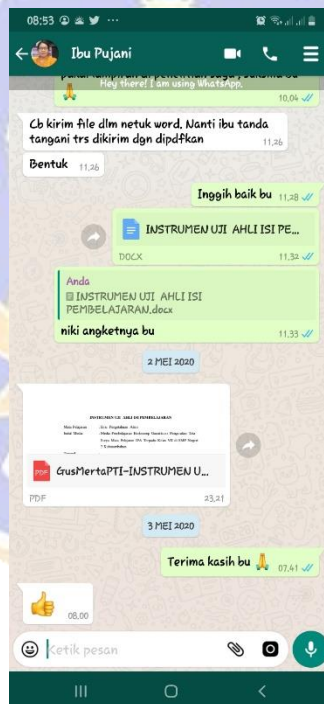 08:53
Ibu Pujani
Hey there! I am using WhatsApp.
10,04
Cb kirim file dlm netuk word. Nanti ibu tanda
tangani trs dikirim dgn dipdfkan
11,26
Bentuk 11,26
Inggih baik bu 11,28
INSTRUMEN UJI AHLI ISI PE...
DOCX 11,32
Anda
INSTRUMEN UJI AHLI ISI
PEMBELAJARAN.docx
niki angketnya bu 11,33
2 MEI 2020
INSTRUMEN UJI AHLI ISI PEMBELAJARAN
PDF GusMertaPTI-INSTRUMEN U...
PDF 23,21
3 MEI 2020
Terima kasih bu 07,41
08,00
Ketik pesan